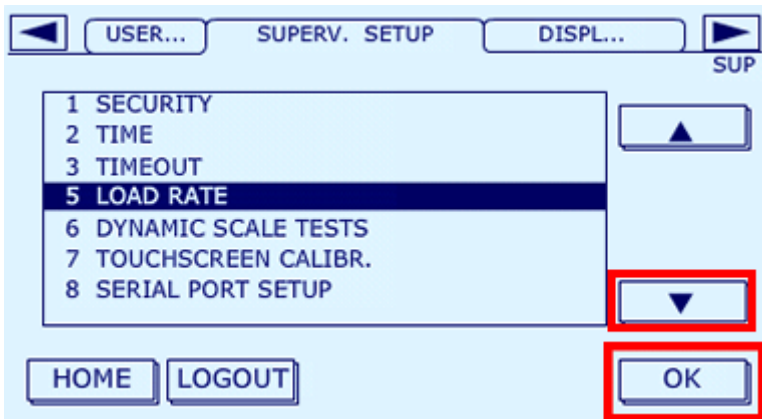 USER... SUPERV. SETUP DISPL...
SUP
1 SECURITY
2 TIME
3 TIMEOUT
5 LOAD RATE
6 DYNAMIC SCALE TESTS
7 TOUCHSCREEN CALIBR.
8 SERIAL PORT SETUP
HOME LOGOUT OK